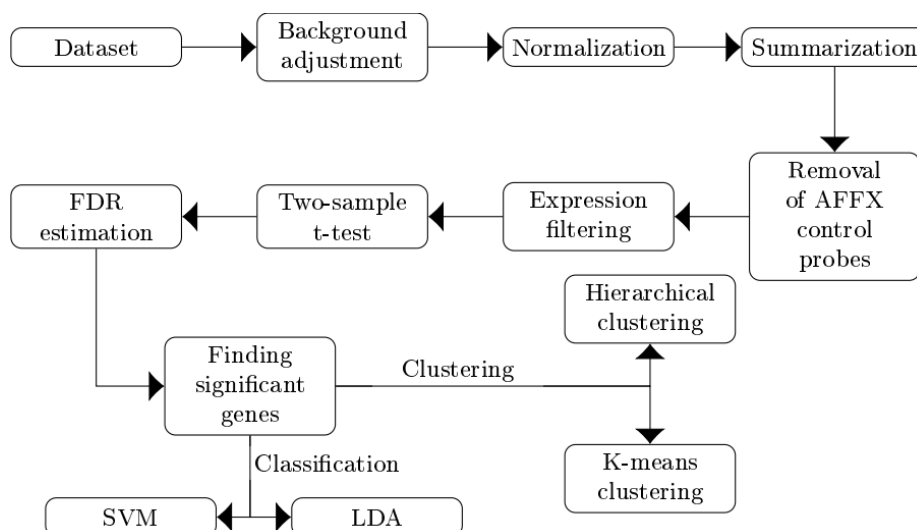 Dataset
Background
adjustment
Normalization
Summarization
Removal
of AFFX
control
probes
Expression
filtering
Two-sample
t-test
FDR
estimation
Finding
significant
genes
Clustering
Hierarchical
clustering
K-means
clustering
Classification
SVM
LDA